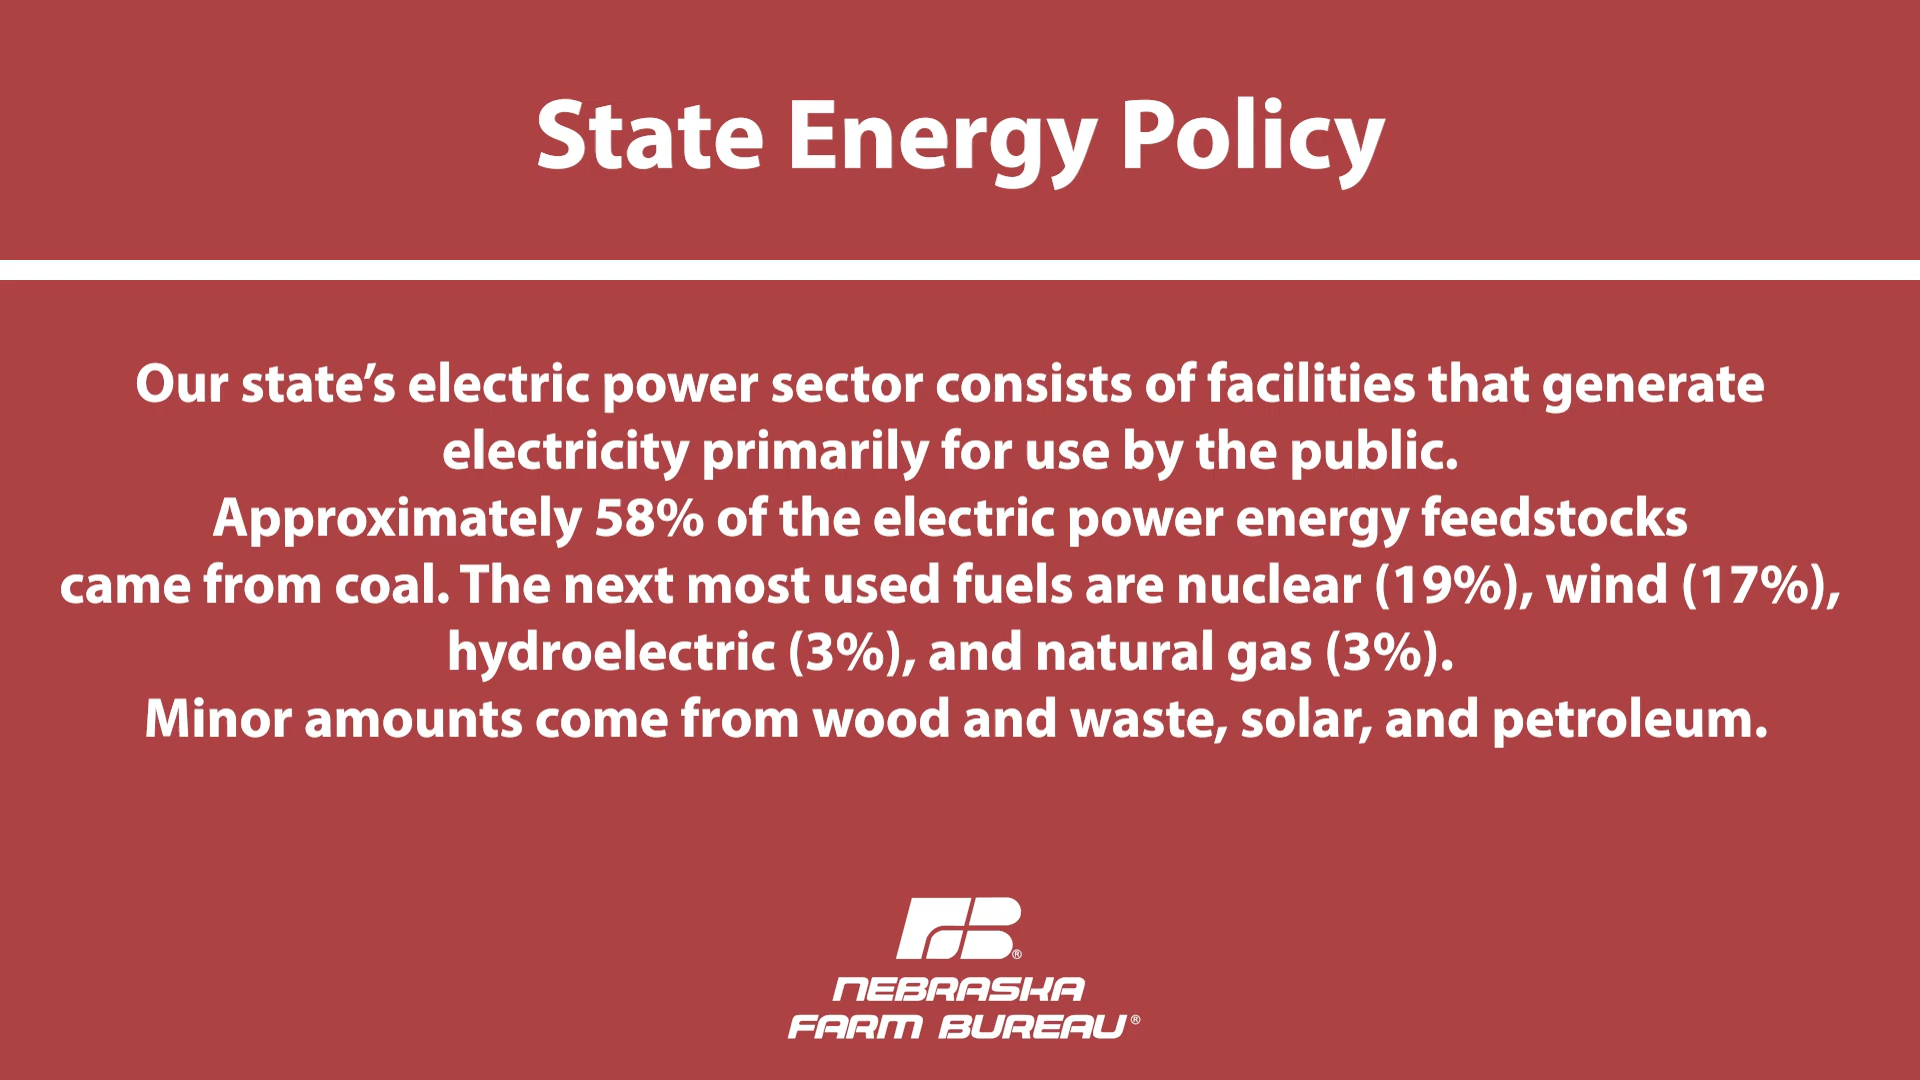 State Energy Policy
Our state’s electric power sector consists of facilities that generate
electricity primarily for use by the public.
Approximately 58% of the electric power energy feedstocks
came from coal. The next most used fuels are nuclear (19%), wind (17%),
hydroelectric (3%), and natural gas (3%).
Minor amounts come from wood and waste, solar, and petroleum.
FB®
NEBRASKA
FARM BUREAU®